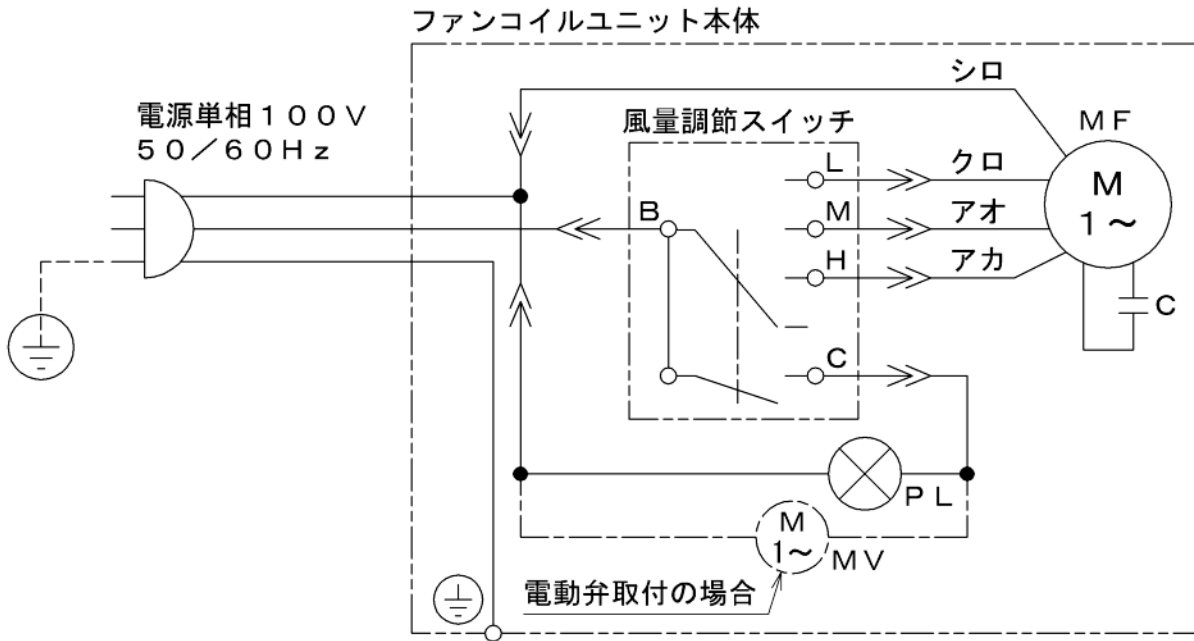 ファンコイルユニット本体
電源単相１００Ｖ
５０／６０Ｈｚ
シロ
風量調節スイッチ
ＭＦ
Ｌ
クロ
Ｍ
１～
Ｂ
Ｍ
アオ
Ｈ
アカ
Ｃ
Ｃ
ＰＬ
Ｍ
１～
ＭＶ
電動弁取付の場合